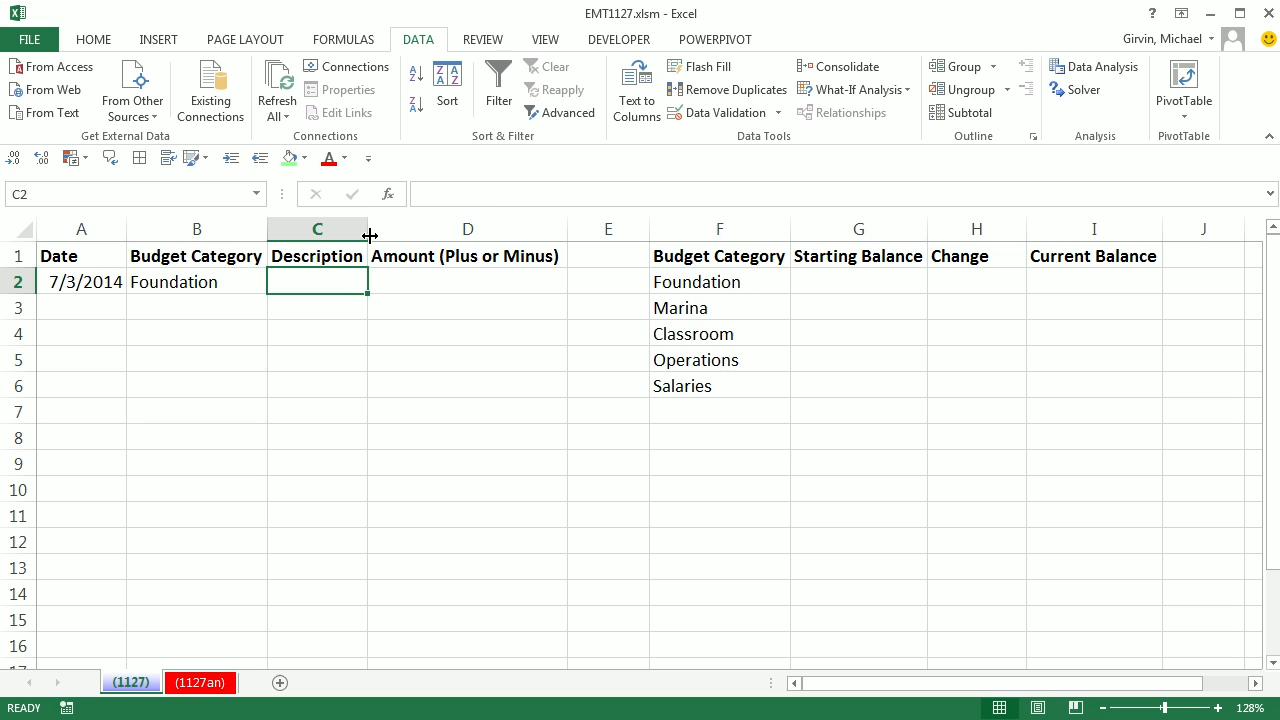 EMT1127.xlsm - Excel
?
FILE HOME INSERT PAGE LAYOUT FORMULAS DATA REVIEW VIEW DEVELOPER POWERPIVOT Girvin, Michael
From Access
From Web
From Text
From Other
Sources
Get External Data
Existing
Connections
Refresh
All
Connections
Properties
Edit Links
Connections
Sort
Filter
Clear
Reapply
Advanced
Sort & Filter
Text to
Columns
Flash Fill
Remove Duplicates
Data Validation
Consolidate
What-If Analysis
Relationships
Data Tools
Group
Ungroup
Subtotal
Outline
Data Analysis
Solver
Analysis
PivotTable
PivotTable
C2 fx
A B C D E F G H I J
1 Date Budget Category Description Amount (Plus or Minus) Budget Category Starting Balance Change Current Balance
2 7/3/2014 Foundation Foundation
3 Marina
4 Classroom
5 Operations
6 Salaries
7
8
9
10
11
12
13
14
15
16
17
(1127) (1127an)
READY 128%